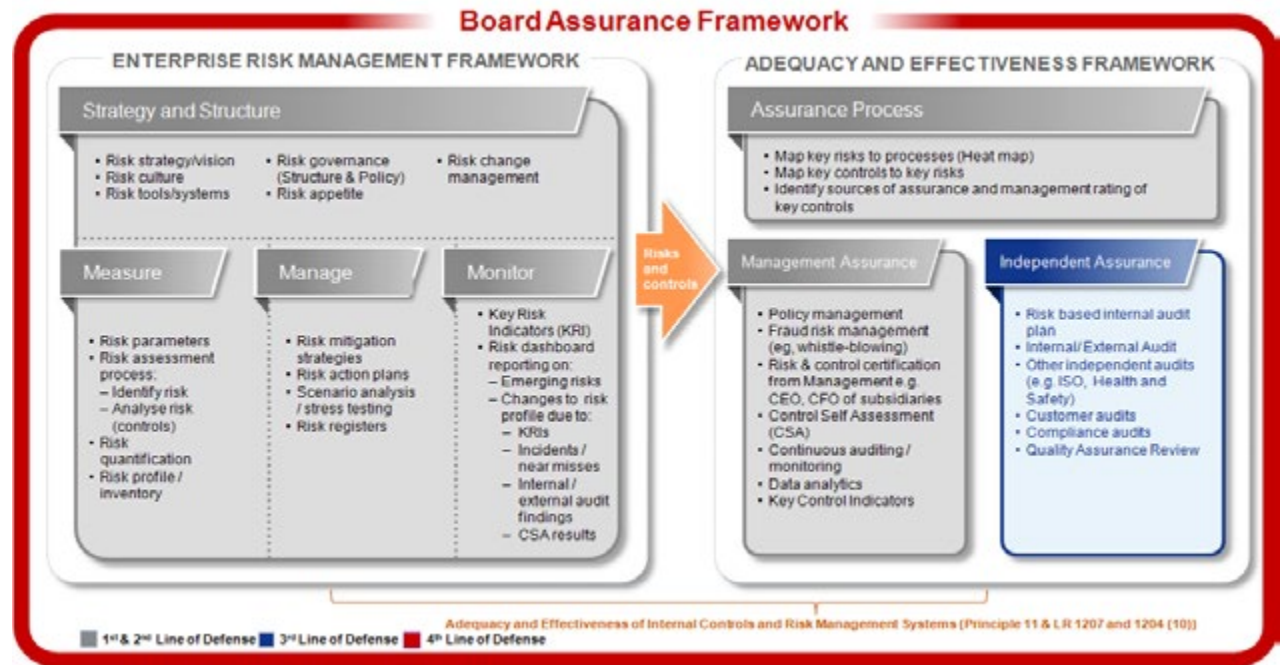 Board Assurance Framework
ENTERPRISE RISK MANAGEMENT FRAMEWORK
Strategy and Structure
• Risk strategy/vision
• Risk culture
• Risk tools/systems
• Risk governance
(Structure & Policy)
• Risk appetite
• Risk change
management
Measure
• Risk parameters
• Risk assessment
process:
– Identify risk
– Analyse risk
(controls)
• Risk
quantification
• Risk profile /
inventory
Manage
• Risk mitigation
strategies
• Risk action plans
• Scenario analysis
/ stress testing
• Risk registers
Monitor
• Key Risk
Indicators (KRI)
• Risk dashboard
reporting on:
– Emerging risks
– Changes to risk
profile due to:
– KRIs
– Incidents /
near misses
– Internal /
external audit
findings
– CSA results
Risks
and
controls
ADEQUACY AND EFFECTIVENESS FRAMEWORK
Assurance Process
• Map key risks to processes (Heat map)
• Map key controls to key risks
• Identify sources of assurance and management rating of
key controls
Management Assurance
• Policy management
• Fraud risk management
(eg, whistle-blowing)
• Risk & control certification
from Management e.g.
CEO, CFO of subsidiaries
• Control Self Assessment
(CSA)
• Continuous auditing /
monitoring
• Data analytics
• Key Control Indicators
Independent Assurance
• Risk based internal audit
plan
• Internal/ External Audit
• Other independent audits
(e.g. ISO, Health and
Safety)
• Customer audits
• Compliance audits
• Quality Assurance Review
Adequacy and Effectiveness of Internal Controls and Risk Management Systems (Principle 11 & LR 1207 and 1204 (10))
1st & 2nd Line of Defense 3rd Line of Defense 4th Line of Defense